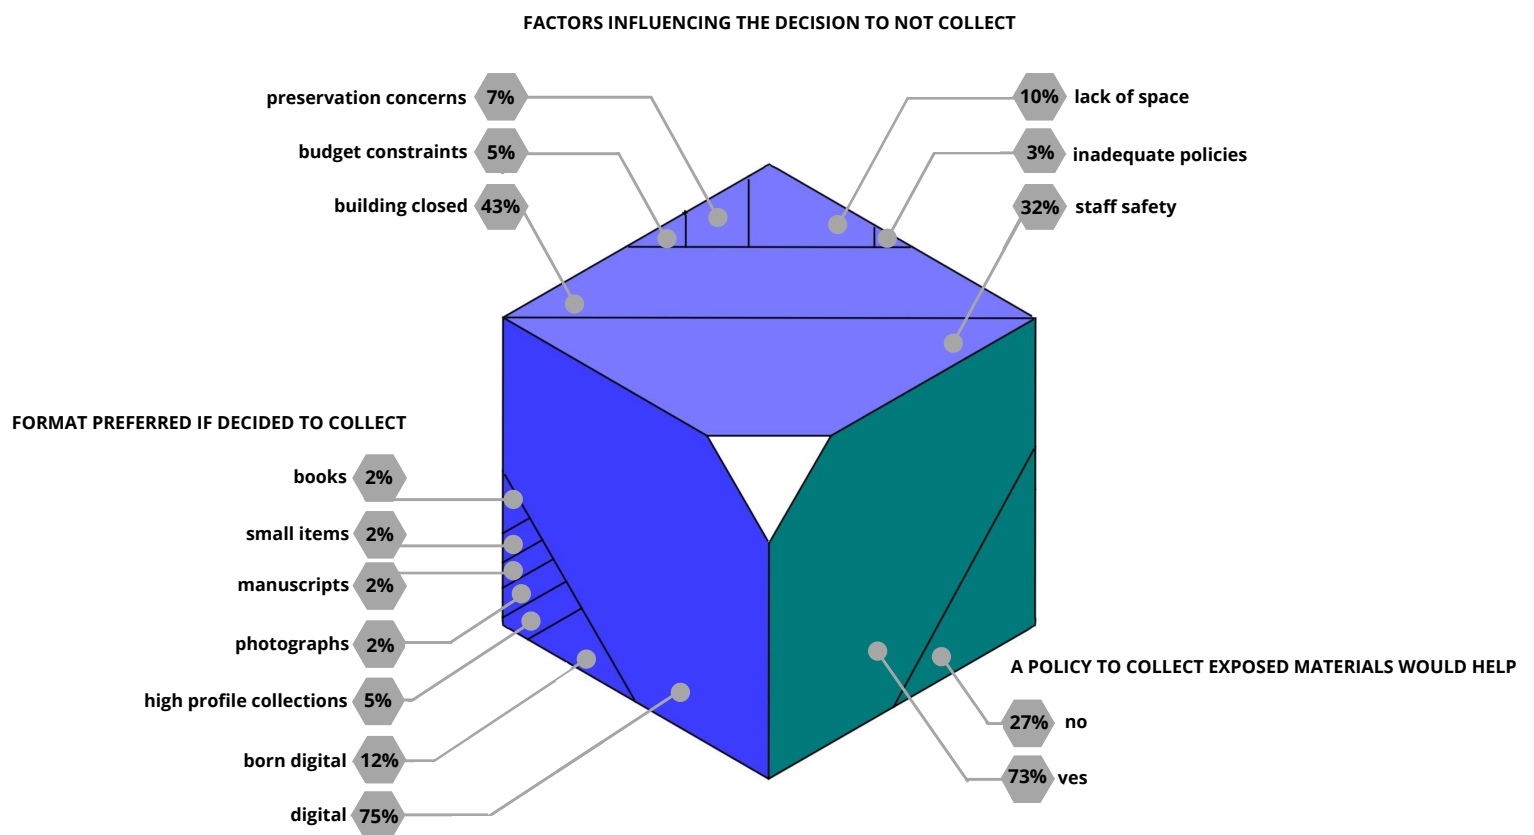 FACTORS INFLUENCING THE DECISION TO NOT COLLECT
preservation concerns 7%
budget constraints 5%
building closed 43%
10% lack of space
3% inadequate policies
32% staff safety
FORMAT PREFERRED IF DECIDED TO COLLECT
books 2%
small items 2%
manuscripts 2%
photographs 2%
high profile collections 5%
born digital 12%
digital 75%
A POLICY TO COLLECT EXPOSED MATERIALS WOULD HELP
27% no
73% yes